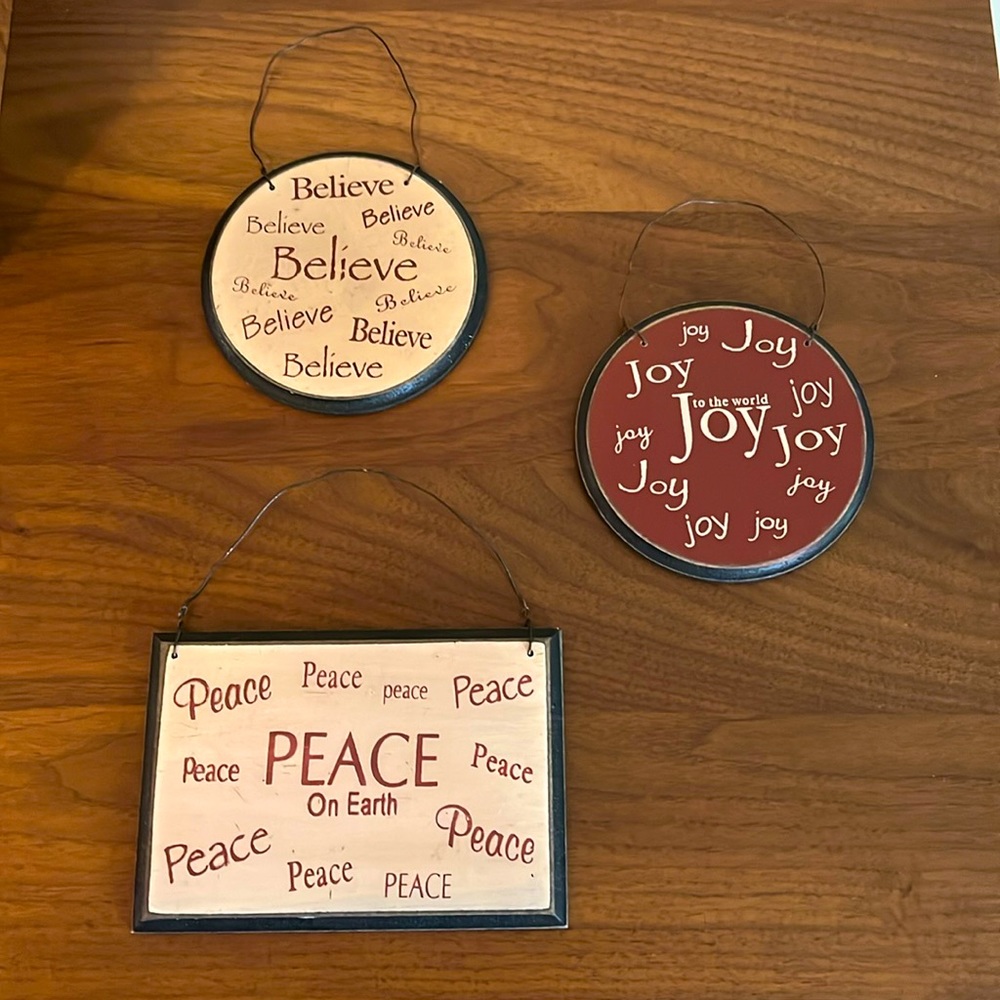 Believe
Believe Believe
Believe
Believe
Believe Believe
Believe Believe
Believe
joy Joy
Joy joy
to the world
Joy
joy Joy
Joy joy
joy joy
Peace Peace peace Peace
Peace PEACE Peace
On Earth
Peace Peace
Peace PEACE